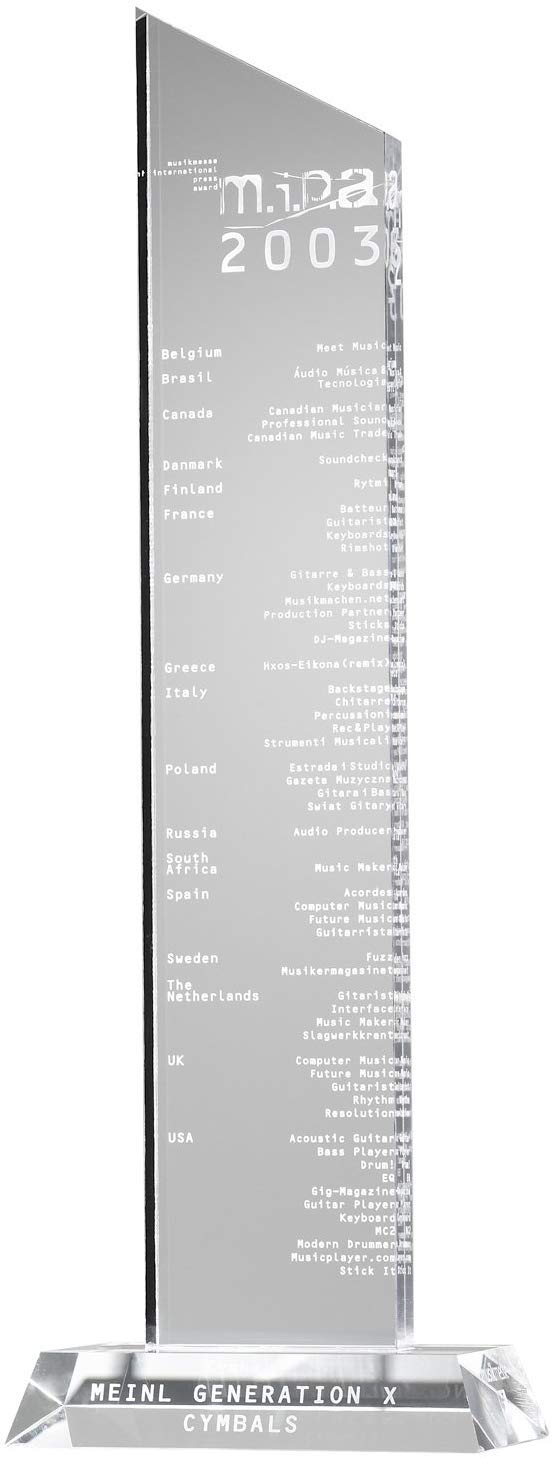 musikmesse
international
press
award
m.i.p.a
2003
Belgium Meet Music
Brasil Áudio Música &
Tecnologia
Canada Canadian Musician
Professional Sound
Canadian Music Trade
Danmark Soundcheck
Finland Rytmi
France Batteur
Guitarist
Keyboards
Rimshot
Germany Gitarre & Bass
Keyboards
Musikmachen.net
Production Partner
Sticks
DJ-Magazine
Greece Hxos-Eikona(remix)
Italy Backstage
Chitarre
Percussioni
Rec&Play
Strumenti Musicali
Poland Estrada i Studio
Gazeta Muzyczna
Gitara i Bas
Swiat Gitary
Russia Audio Producer
South
Africa Music Maker
Spain Acordes
Computer Music
Future Music
Guitarrista
Sweden Fuzz
Musikermagasinet
The
Netherlands Gitarist
Interface
Music Maker
Slagwerkkrant
UK Computer Music
Future Music
Guitarist
Rhythm
Resolution
USA Acoustic Guitar
Bass Player
Drum!
EQ
Gig-Magazine
Guitar Player
Keyboard
MC2
Modern Drummer
Musicplayer.com
Stick It
MEINL GENERATION X
CYMBALS